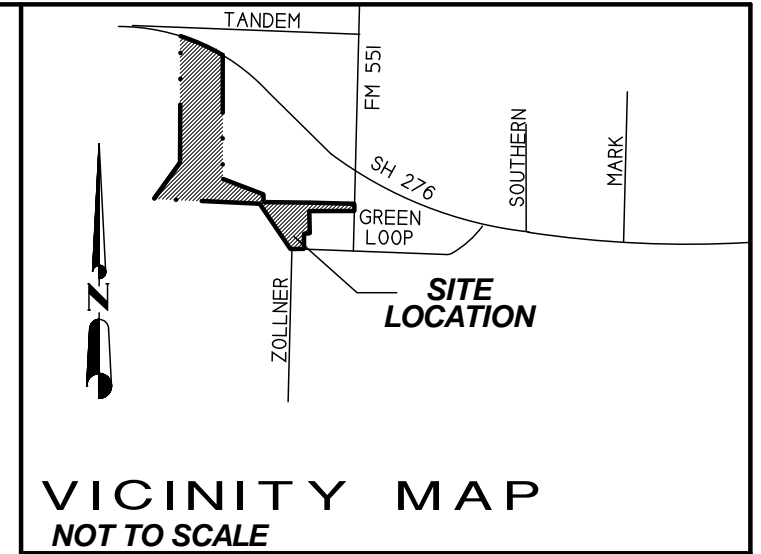 TANDEM
FM 551
SH 276
SOUTHERN
MARK
GREEN
LOOP
N
ZOLLNER
SITE
LOCATION
VICINITY MAP
NOT TO SCALE